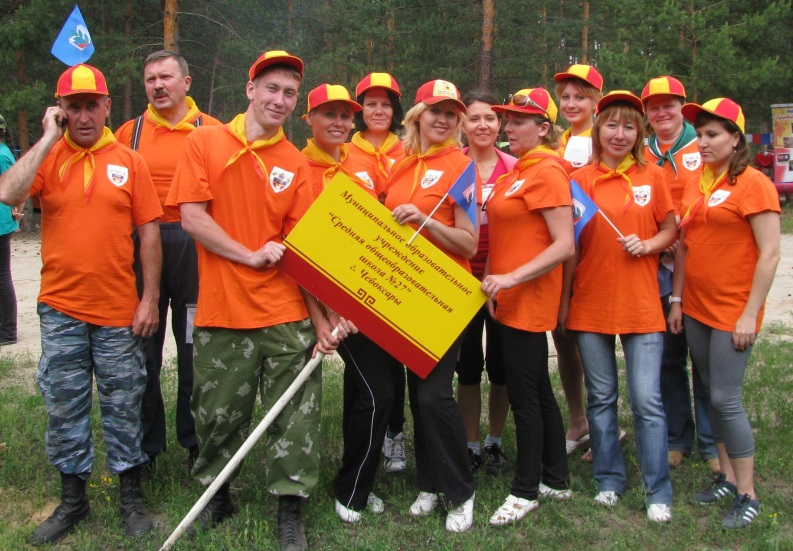 Муниципальное образовательное
учреждение
"Средняя общеобразовательная
школа №27"
г. Чебоксары